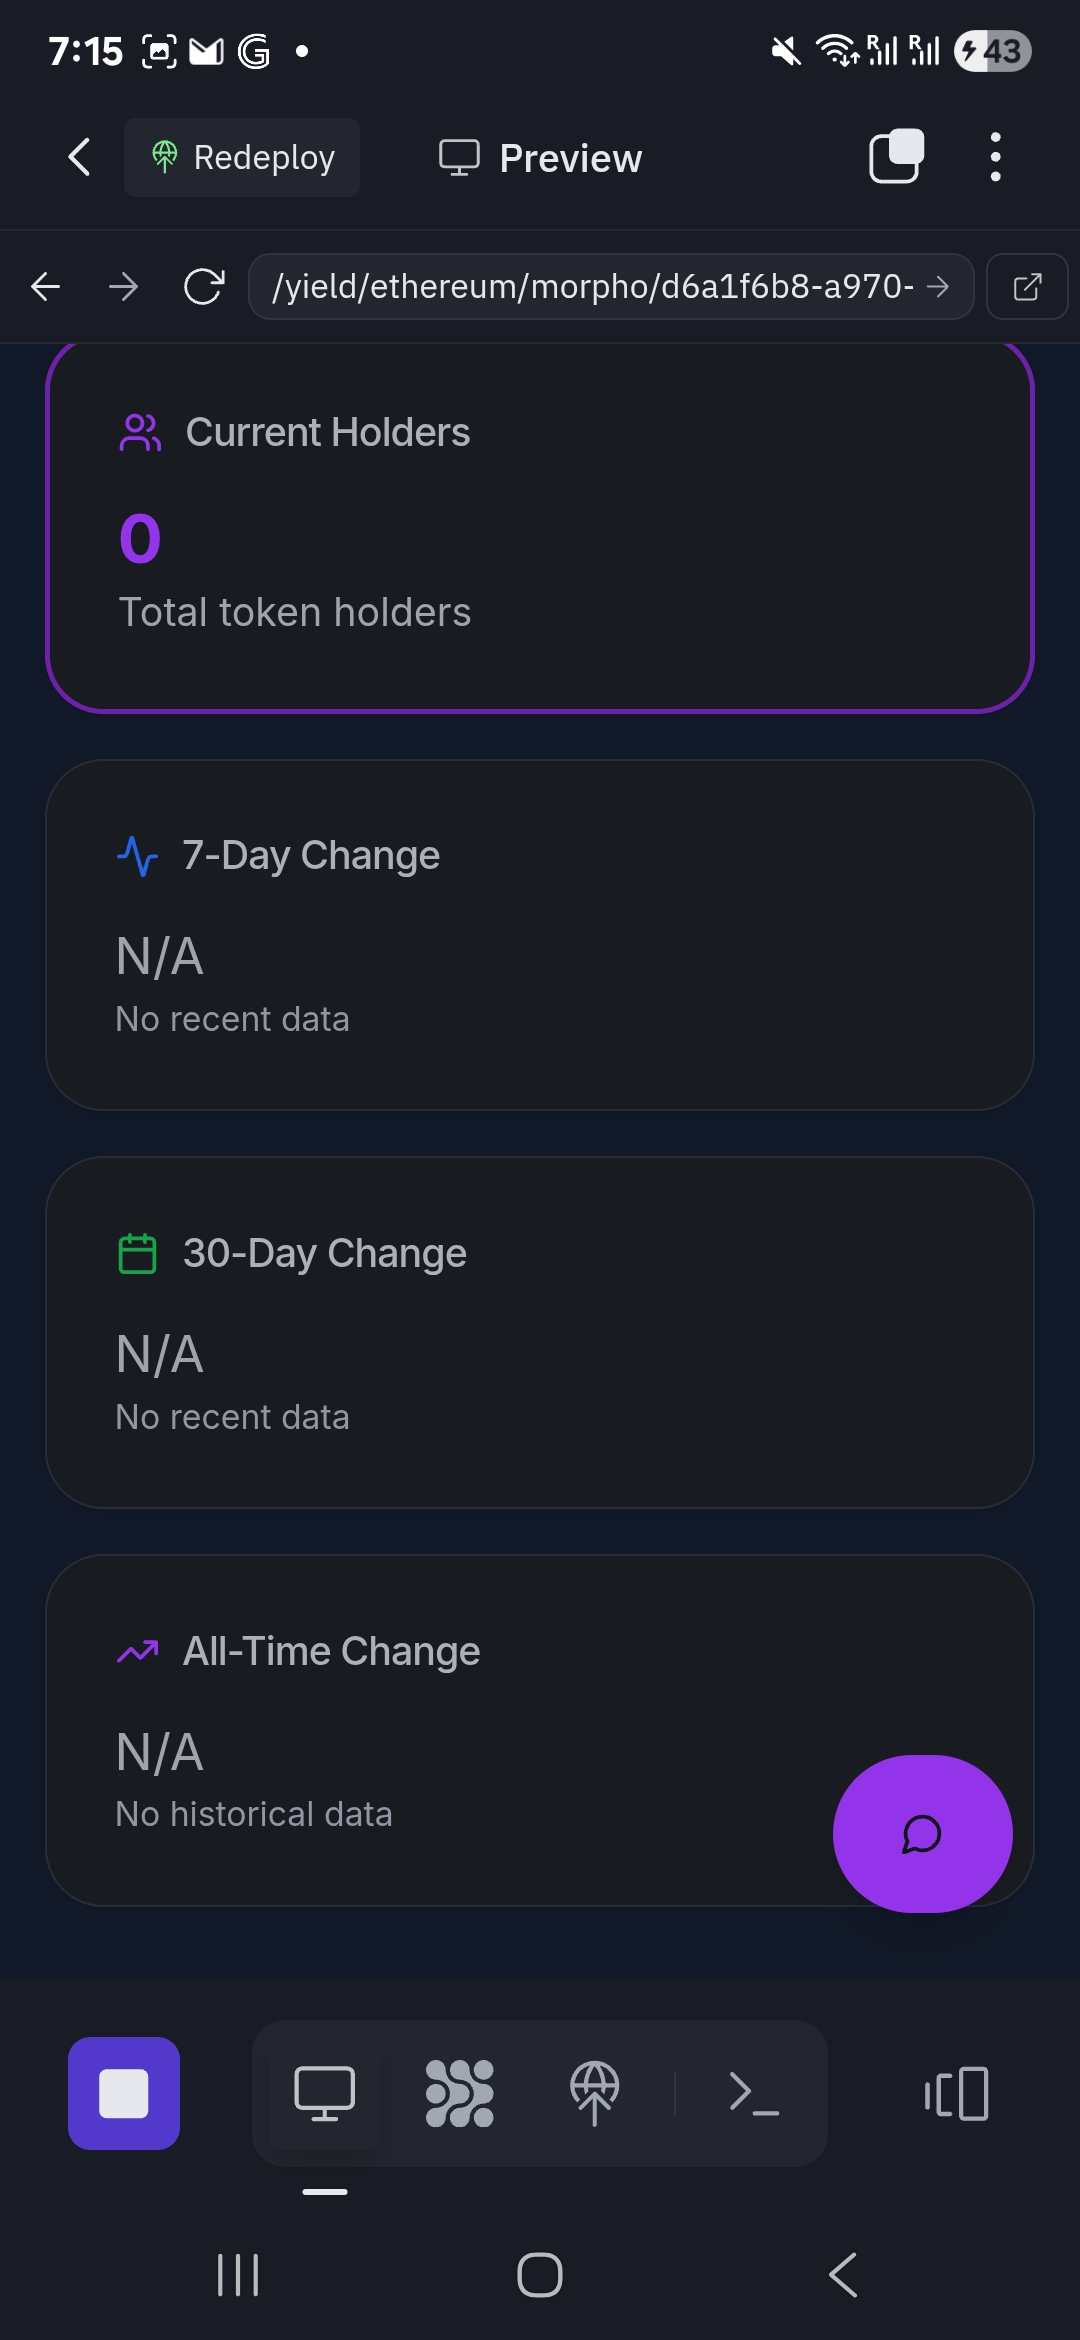 7:15
R
R
43
Redeploy
Preview
/yield/ethereum/morpho/d6a1f6b8-a970-
Current Holders
0
Total token holders
7-Day Change
N/A
No recent data
30-Day Change
N/A
No recent data
All-Time Change
N/A
No historical data